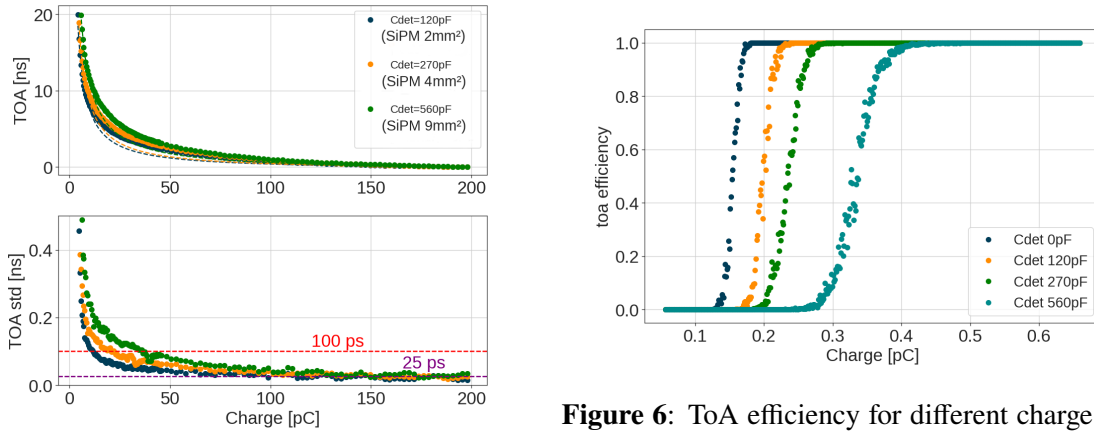 20
10
0
TOA [ns]
Cdet=120pF
(SiPM 2mm²)
Cdet=270pF
(SiPM 4mm²)
Cdet=560pF
(SiPM 9mm²)
0 50 100 150 200
0.4
0.2
0.0
TOA std [ns]
100 ps
25 ps
0 50 100 150 200
Charge [pC]
1.0
0.8
0.6
0.4
0.2
0.0
toa efficiency
Cdet 0pF
Cdet 120pF
Cdet 270pF
Cdet 560pF
0.1 0.2 0.3 0.4 0.5 0.6
Charge [pC]
Figure 6: ToA efficiency for different charge